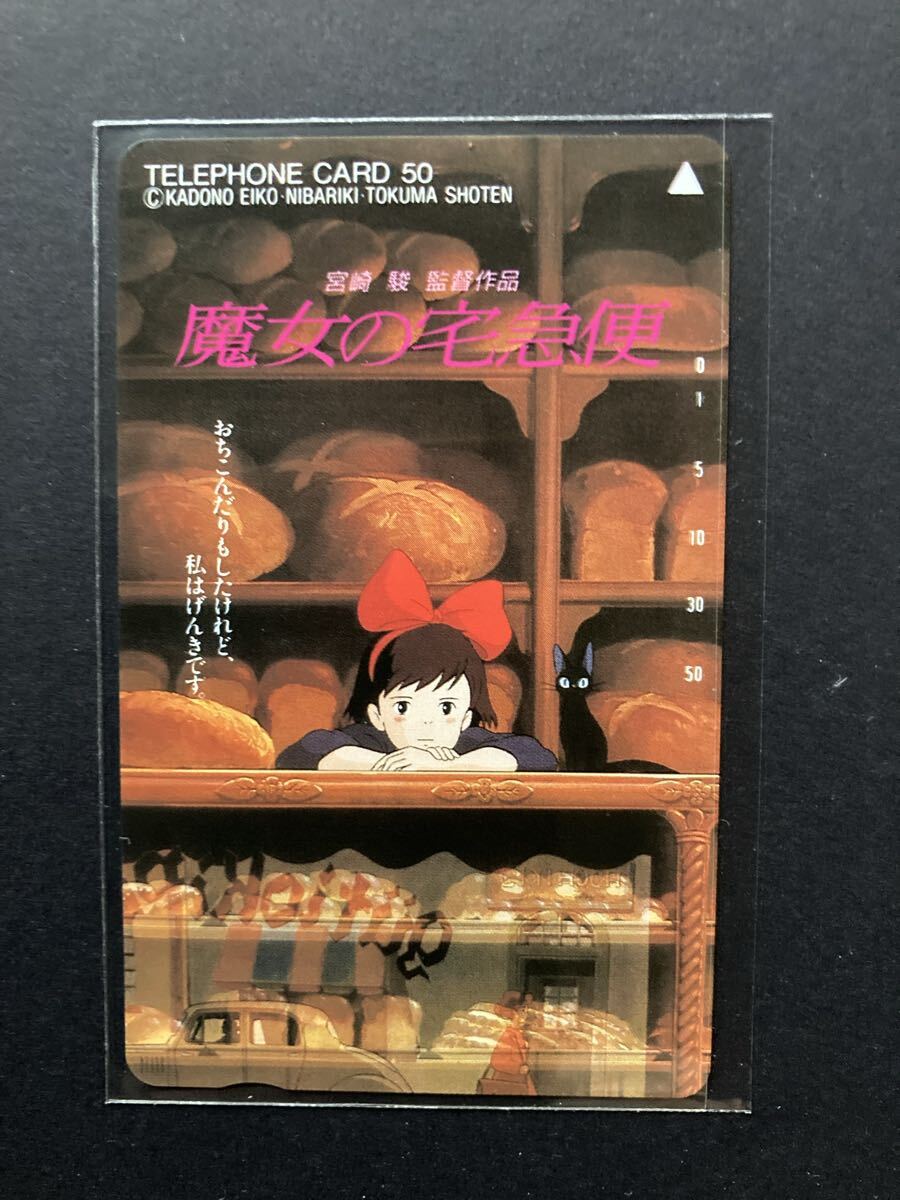 TELEPHONE CARD 50
©KADONO EIKO·NIBARIKI·TOKUMA SHOTEN
宮崎 駿 監督作品
魔女の宅急便
0
1
5
10
30
50
おちこんだりもしたけれど、
私はげんきです。